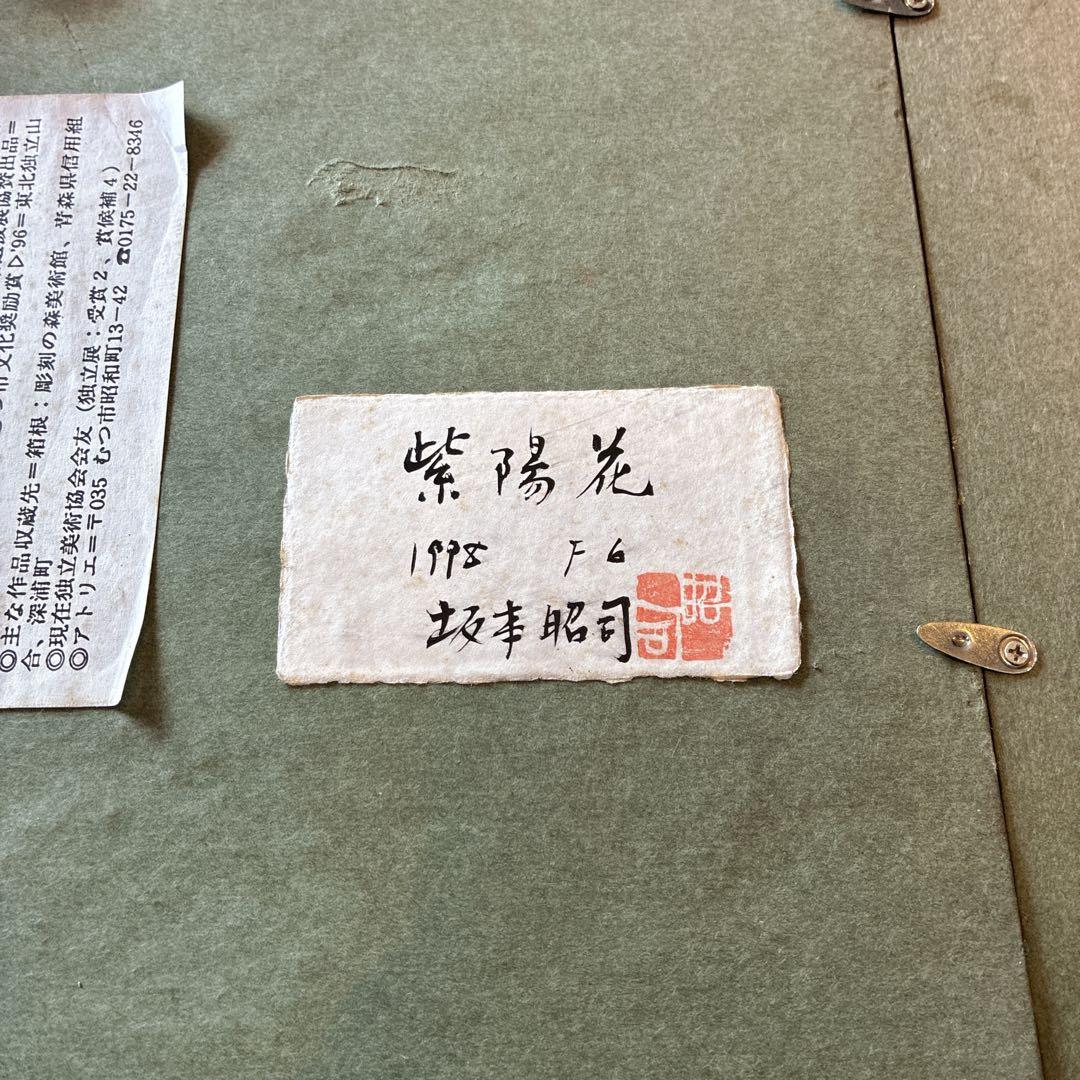 市文化奨励賞▷'96=東北独立山
◎主な作品収蔵先=箱根:彫刻の森美術館、青森県信用組
合、深浦町
◎現在独立美術協会会友(独立展:受賞2、賞候補4)
◎アトリエ=〒035 むつ市昭和町13-42 ☎0175-22-8346
紫陽花
1998 F6
坂本昭司
昭司